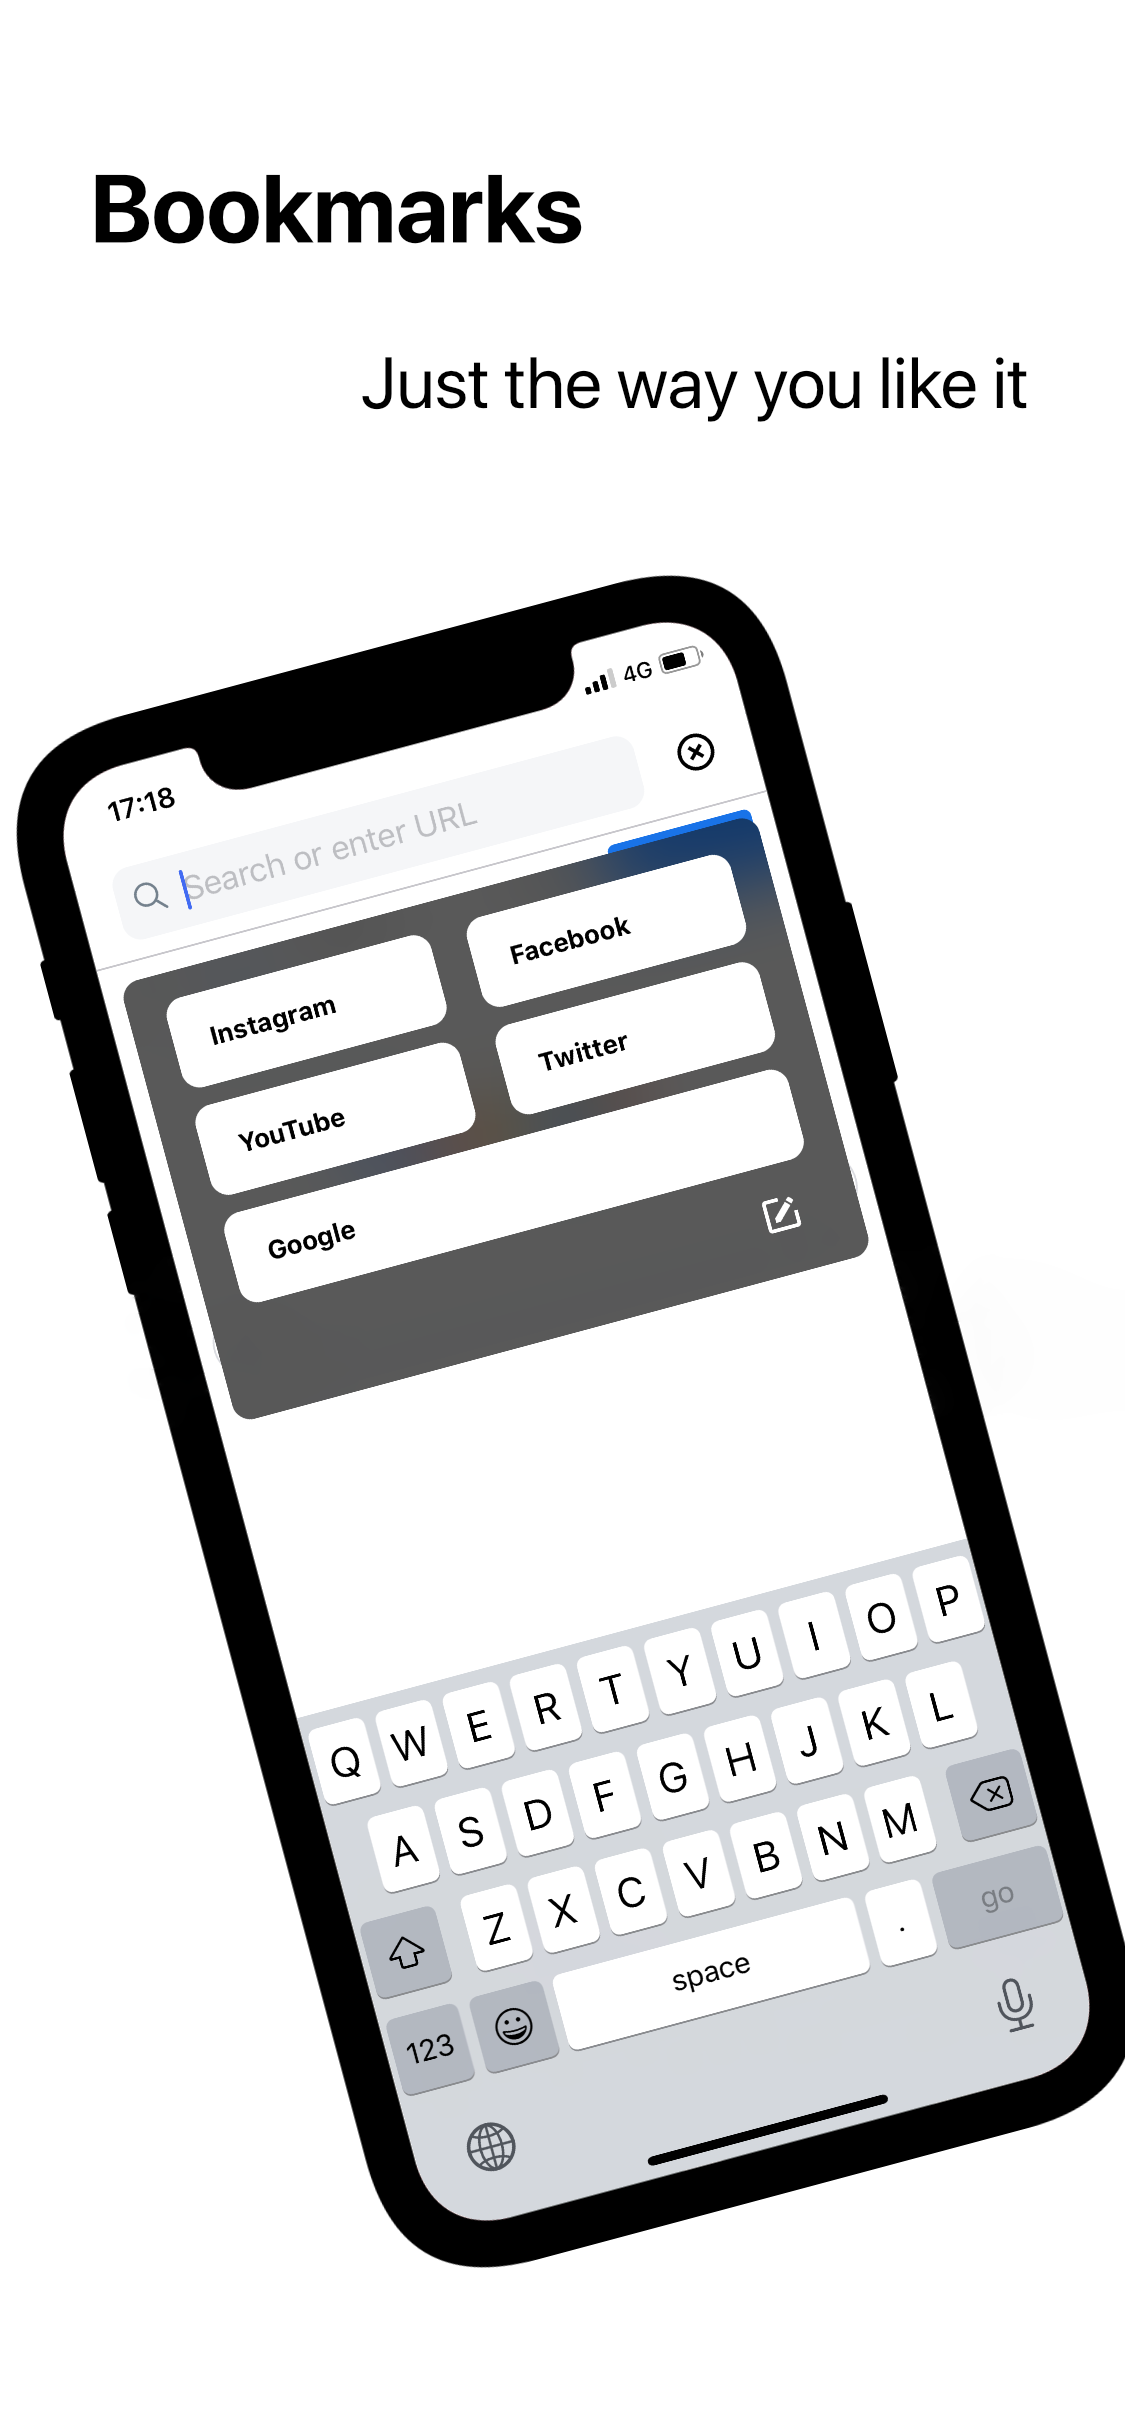 Bookmarks
Just the way you like it
17:18
4G
Search or enter URL
Instagram
Facebook
YouTube
Twitter
Google
Q W E R T Y U I O P
A S D F G H J K L
Z X C V B N M
123
space
.
go